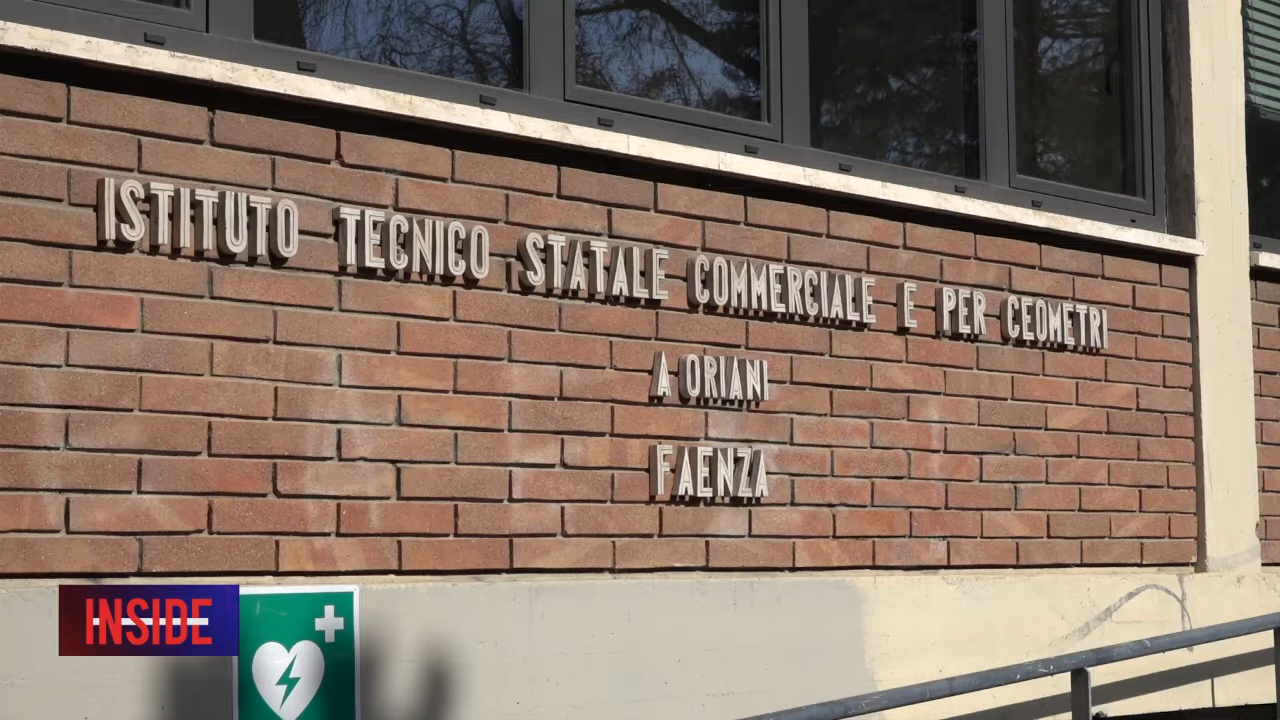 ISTITUTO TECNICO STATALE COMMERCIALE E PER GEOMETRI
A ORIANI
FAENZA
INSIDE